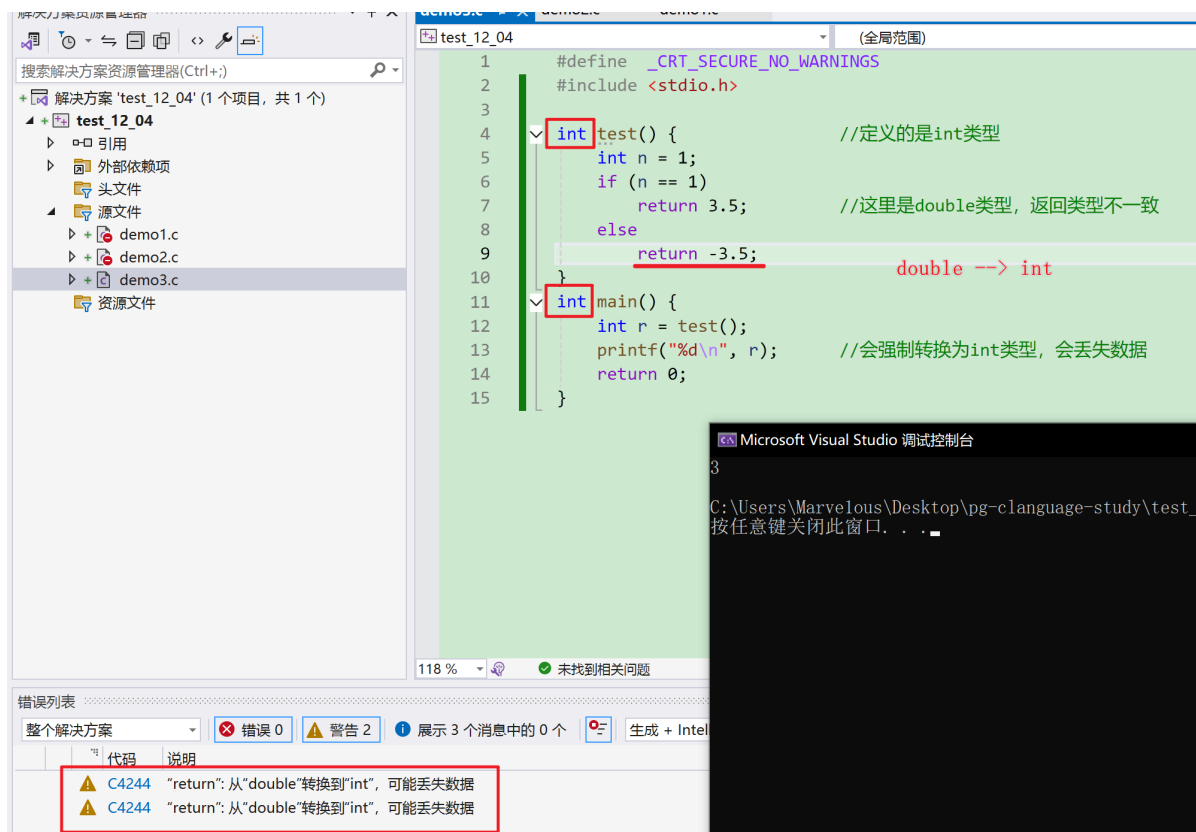 解决方案资源管理器
demo3.c demo2.c demo1.c
搜索解决方案资源管理器(Ctrl+;)
解决方案 'test_12_04' (1 个项目，共 1 个)
test_12_04
引用
外部依赖项
头文件
源文件
demo1.c
demo2.c
demo3.c
资源文件
test_12_04 (全局范围)
1 #define _CRT_SECURE_NO_WARNINGS
2 #include <stdio.h>
3
4 int test() { //定义的是int类型
5 int n = 1;
6 if (n == 1)
7 return 3.5; //这里是double类型，返回类型不一致
8 else
9 return -3.5;
double --> int
10 }
11 int main() {
12 int r = test();
13 printf("%d\n", r); //会强制转换为int类型，会丢失数据
14 return 0;
15 }
118 % 未找到相关问题
Microsoft Visual Studio 调试控制台
3
C:\Users\Marvelous\Desktop\pg-clanguage-study\test_
按任意键关闭此窗口. . .
错误列表
整个解决方案 错误 0 警告 2 展示 3 个消息中的 0 个 生成 + Intel
代码 说明
C4244 “return”: 从“double”转换到“int”，可能丢失数据
C4244 “return”: 从“double”转换到“int”，可能丢失数据